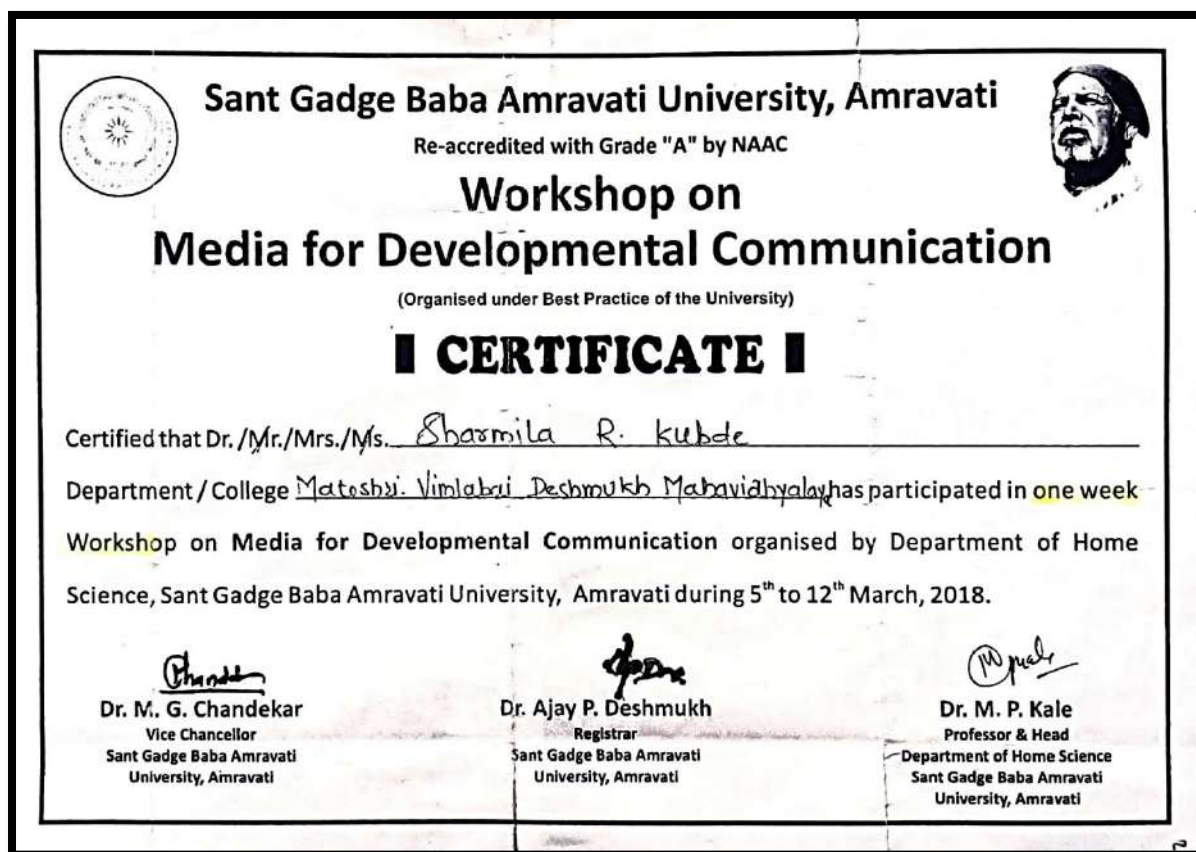 Sant Gadge Baba Amravati University, Amravati
Re-accredited with Grade "A" by NAAC
Workshop on
Media for Developmental Communication
(Organised under Best Practice of the University)
CERTIFICATE
Certified that Dr./Mr./Mrs./Ms. Sharmila R. Kubde
Department / College Matoshri. Vimlabai Deshmukh Mahavidhyalay has participated in one week
Workshop on Media for Developmental Communication organised by Department of Home
Science, Sant Gadge Baba Amravati University, Amravati during 5th to 12th March, 2018.
Dr. M. G. Chandekar
Vice Chancellor
Sant Gadge Baba Amravati
University, Amravati
Dr. Ajay P. Deshmukh
Registrar
Sant Gadge Baba Amravati
University, Amravati
Dr. M. P. Kale
Professor & Head
Department of Home Science
Sant Gadge Baba Amravati
University, Amravati